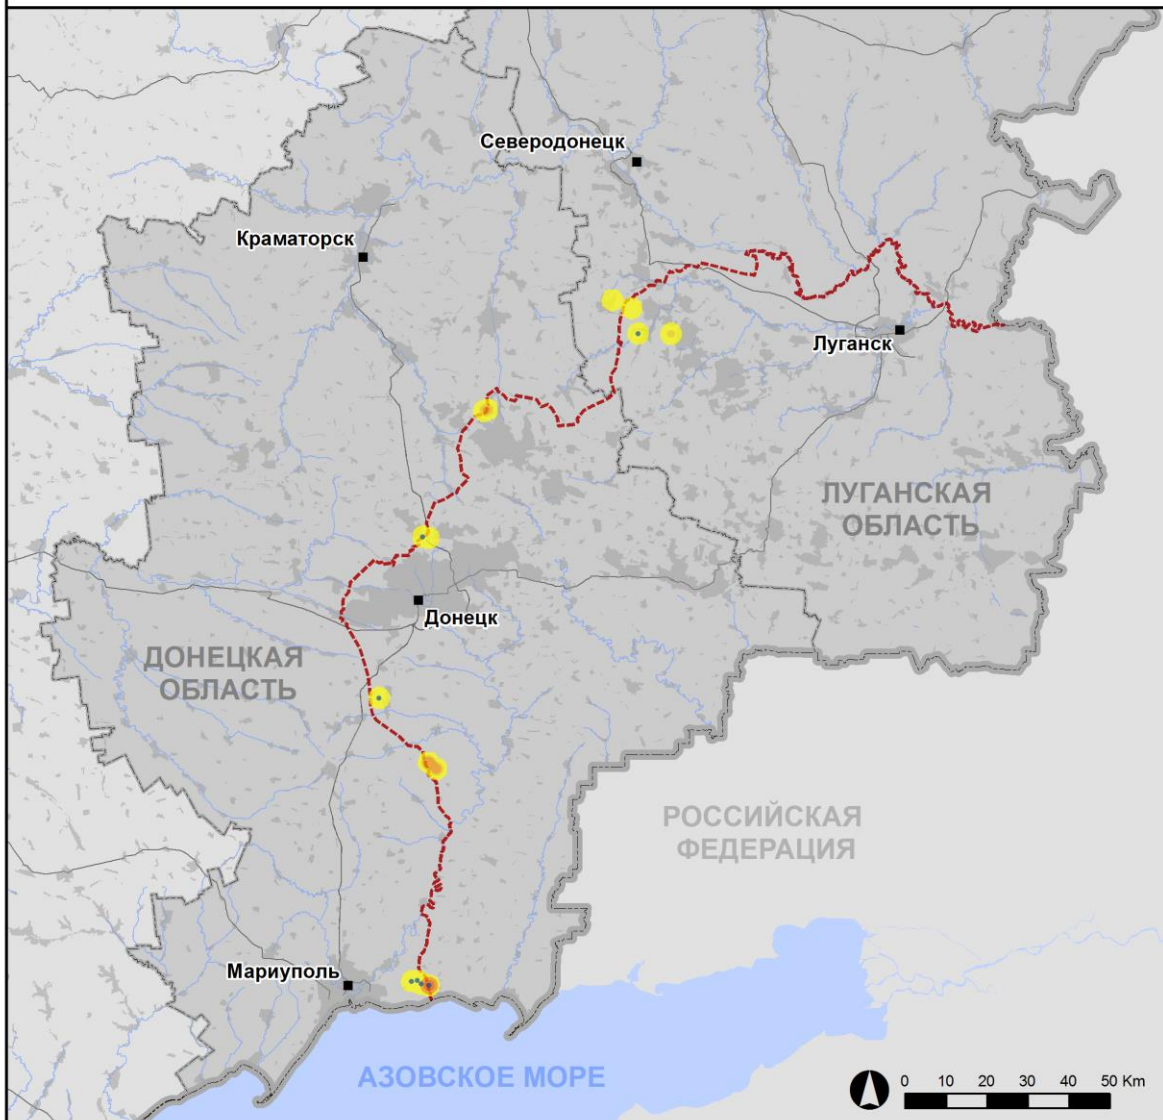 Северодонецк
Краматорск
Луганск
ЛУГАНСКАЯ
ОБЛАСТЬ
Донецк
ДОНЕЦКАЯ
ОБЛАСТЬ
РОССИЙСКАЯ
ФЕДЕРАЦИЯ
Мариуполь
АЗОВСКОЕ МОРЕ
0 10 20 30 40 50 Km